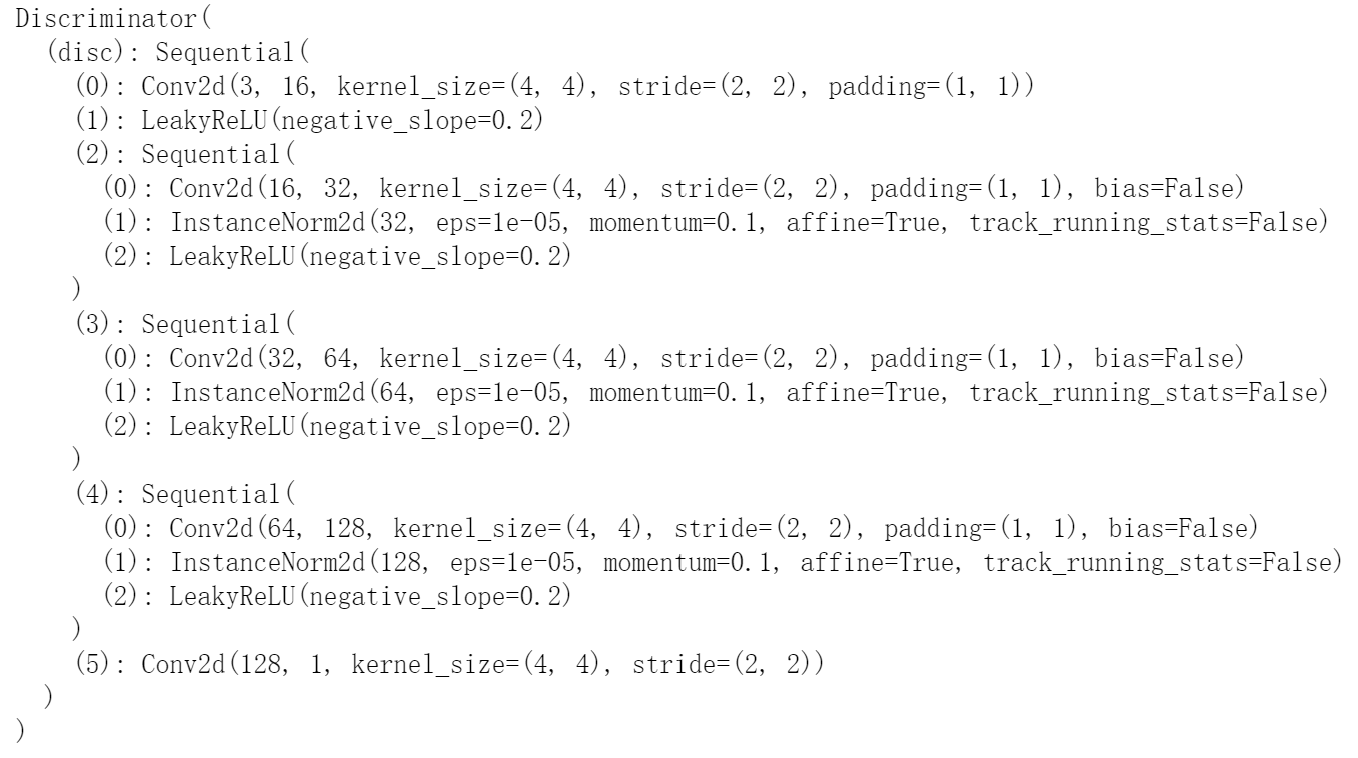 Discriminator(
  (disc): Sequential(
    (0): Conv2d(3, 16, kernel_size=(4, 4), stride=(2, 2), padding=(1, 1))
    (1): LeakyReLU(negative_slope=0.2)
    (2): Sequential(
      (0): Conv2d(16, 32, kernel_size=(4, 4), stride=(2, 2), padding=(1, 1), bias=False)
      (1): InstanceNorm2d(32, eps=1e-05, momentum=0.1, affine=True, track_running_stats=False)
      (2): LeakyReLU(negative_slope=0.2)
    )
    (3): Sequential(
      (0): Conv2d(32, 64, kernel_size=(4, 4), stride=(2, 2), padding=(1, 1), bias=False)
      (1): InstanceNorm2d(64, eps=1e-05, momentum=0.1, affine=True, track_running_stats=False)
      (2): LeakyReLU(negative_slope=0.2)
    )
    (4): Sequential(
      (0): Conv2d(64, 128, kernel_size=(4, 4), stride=(2, 2), padding=(1, 1), bias=False)
      (1): InstanceNorm2d(128, eps=1e-05, momentum=0.1, affine=True, track_running_stats=False)
      (2): LeakyReLU(negative_slope=0.2)
    )
    (5): Conv2d(128, 1, kernel_size=(4, 4), stride=(2, 2))
  )
)